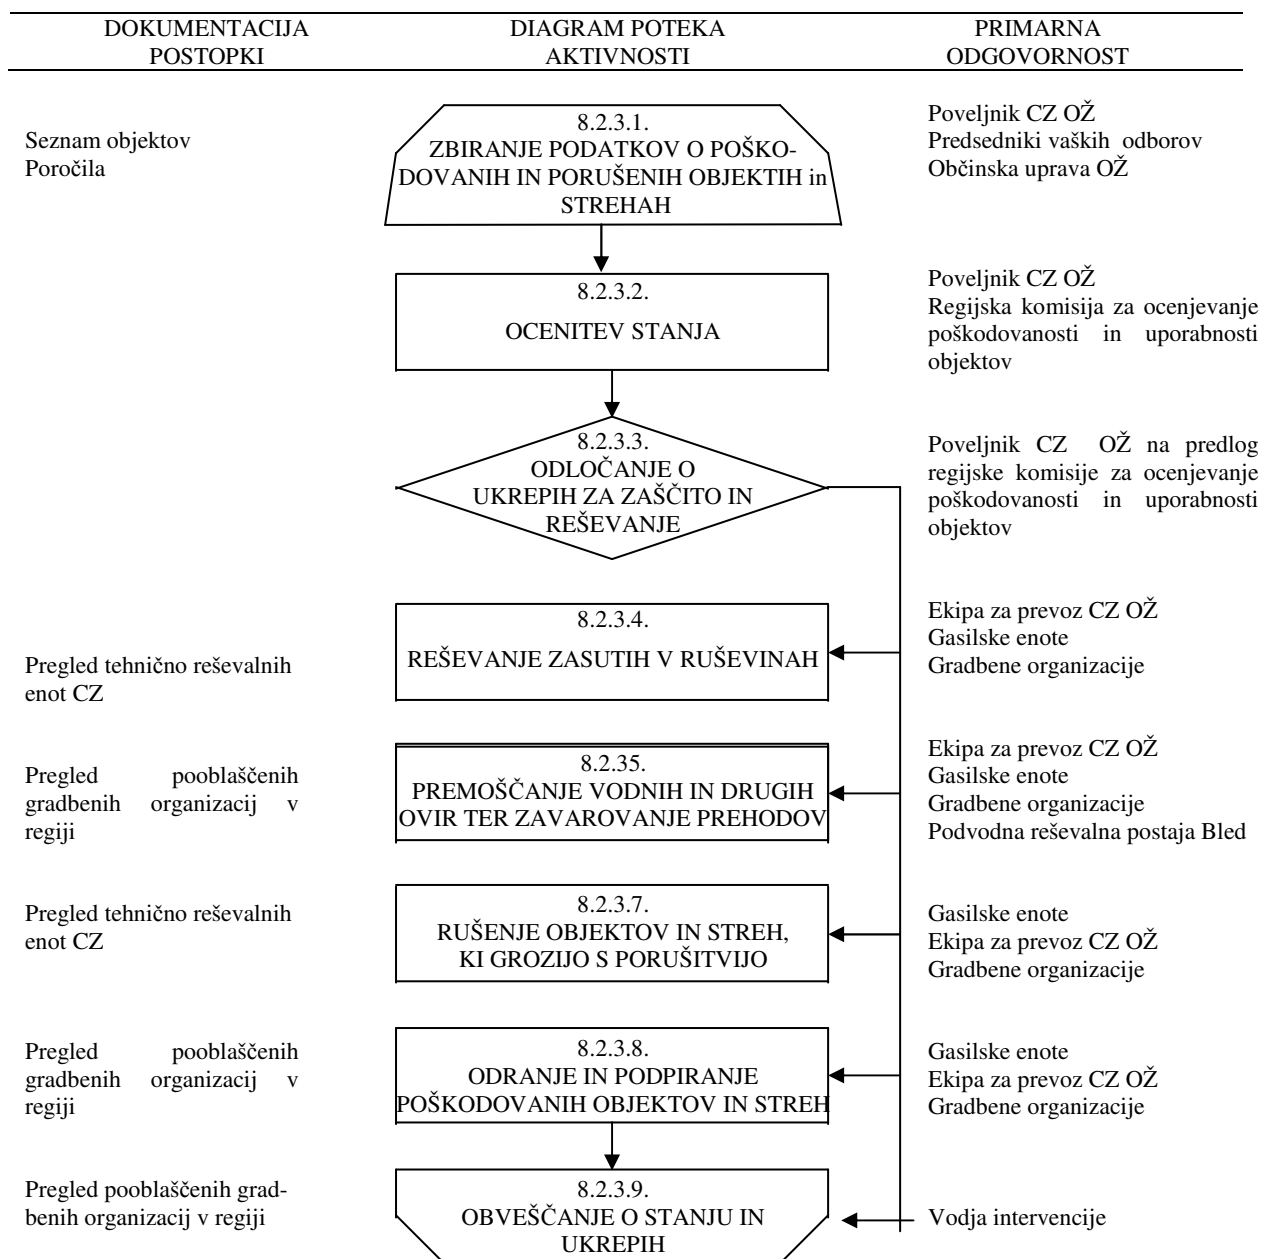 DOKUMENTACIJA
POSTOPKI
DIAGRAM POTEKA
AKTIVNOSTI
PRIMARNA
ODGOVORNOST
Seznam objektov
Poročila
8.2.3.1.
ZBIRANJE PODATKOV O POŠKO-
DOVANIH IN PORUŠENIH OBJEKTIH in
STREHAH
Poveljnik CZ OŽ
Predsedniki vaških odborov
Občinska uprava OŽ
8.2.3.2.
OCENITEV STANJA
Poveljnik CZ OŽ
Regijska komisija za ocenjevanje
poškodovanosti in uporabnosti
objektov
8.2.3.3.
ODLOČANJE O
UKREPIH ZA ZAŠČITO IN
REŠEVANJE
Poveljnik CZ OŽ na predlog
regijske komisije za ocenjevanje
poškodovanosti in uporabnosti
objektov
Pregled tehnično reševalnih
enot CZ
8.2.3.4.
REŠEVANJE ZASUTIH V RUŠEVINAH
Ekipa za prevoz CZ OŽ
Gasilske enote
Gradbene organizacije
Pregled pooblaščenih
gradbenih organizacij v
regiji
8.2.35.
PREMOŠČANJE VODNIH IN DRUGIH
OVIR TER ZAVAROVANJE PREHODOV
Ekipa za prevoz CZ OŽ
Gasilske enote
Gradbene organizacije
Podvodna reševalna postaja Bled
Pregled tehnično reševalnih
enot CZ
8.2.3.7.
RUŠENJE OBJEKTOV IN STREH,
KI GROZIJO S PORUŠITVIJO
Gasilske enote
Ekipa za prevoz CZ OŽ
Gradbene organizacije
Pregled pooblaščenih
gradbenih organizacij v
regiji
8.2.3.8.
ODRANJE IN PODPIRANJE
POŠKODOVANIH OBJEKTOV IN STREH
Gasilske enote
Ekipa za prevoz CZ OŽ
Gradbene organizacije
Pregled pooblaščenih grad-
benih organizacij v regiji
8.2.3.9.
OBVEŠČANJE O STANJU IN
UKREPIH
Vodja intervencije